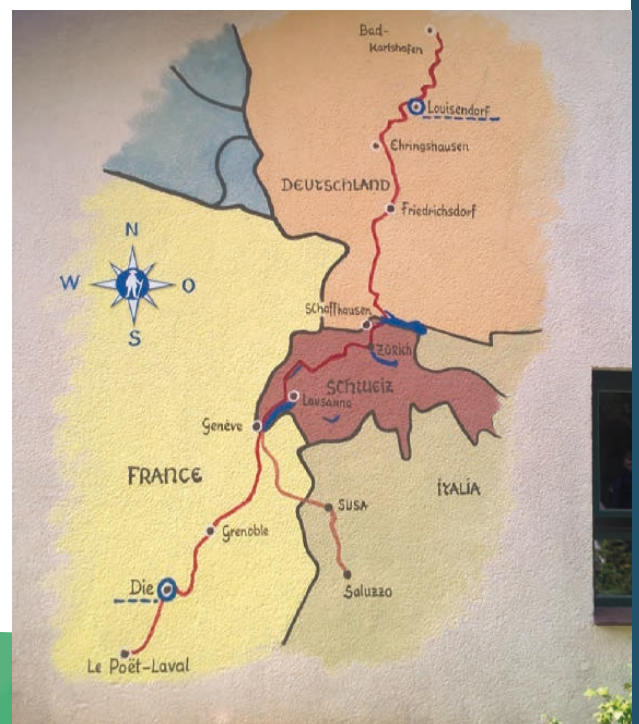 Bad-
Karlshafen
Louisendorf
Ehringshausen
DEUtSCHLAND
Friedrichsdorf
N
W
O
S
Schaffhausen
ZÜRICH
SCHWEIZ
Lausanne
Genève
FRANCE
İTALİA
SUSA
Grenoble
Die
Saluzzo
Le Poët-Laval